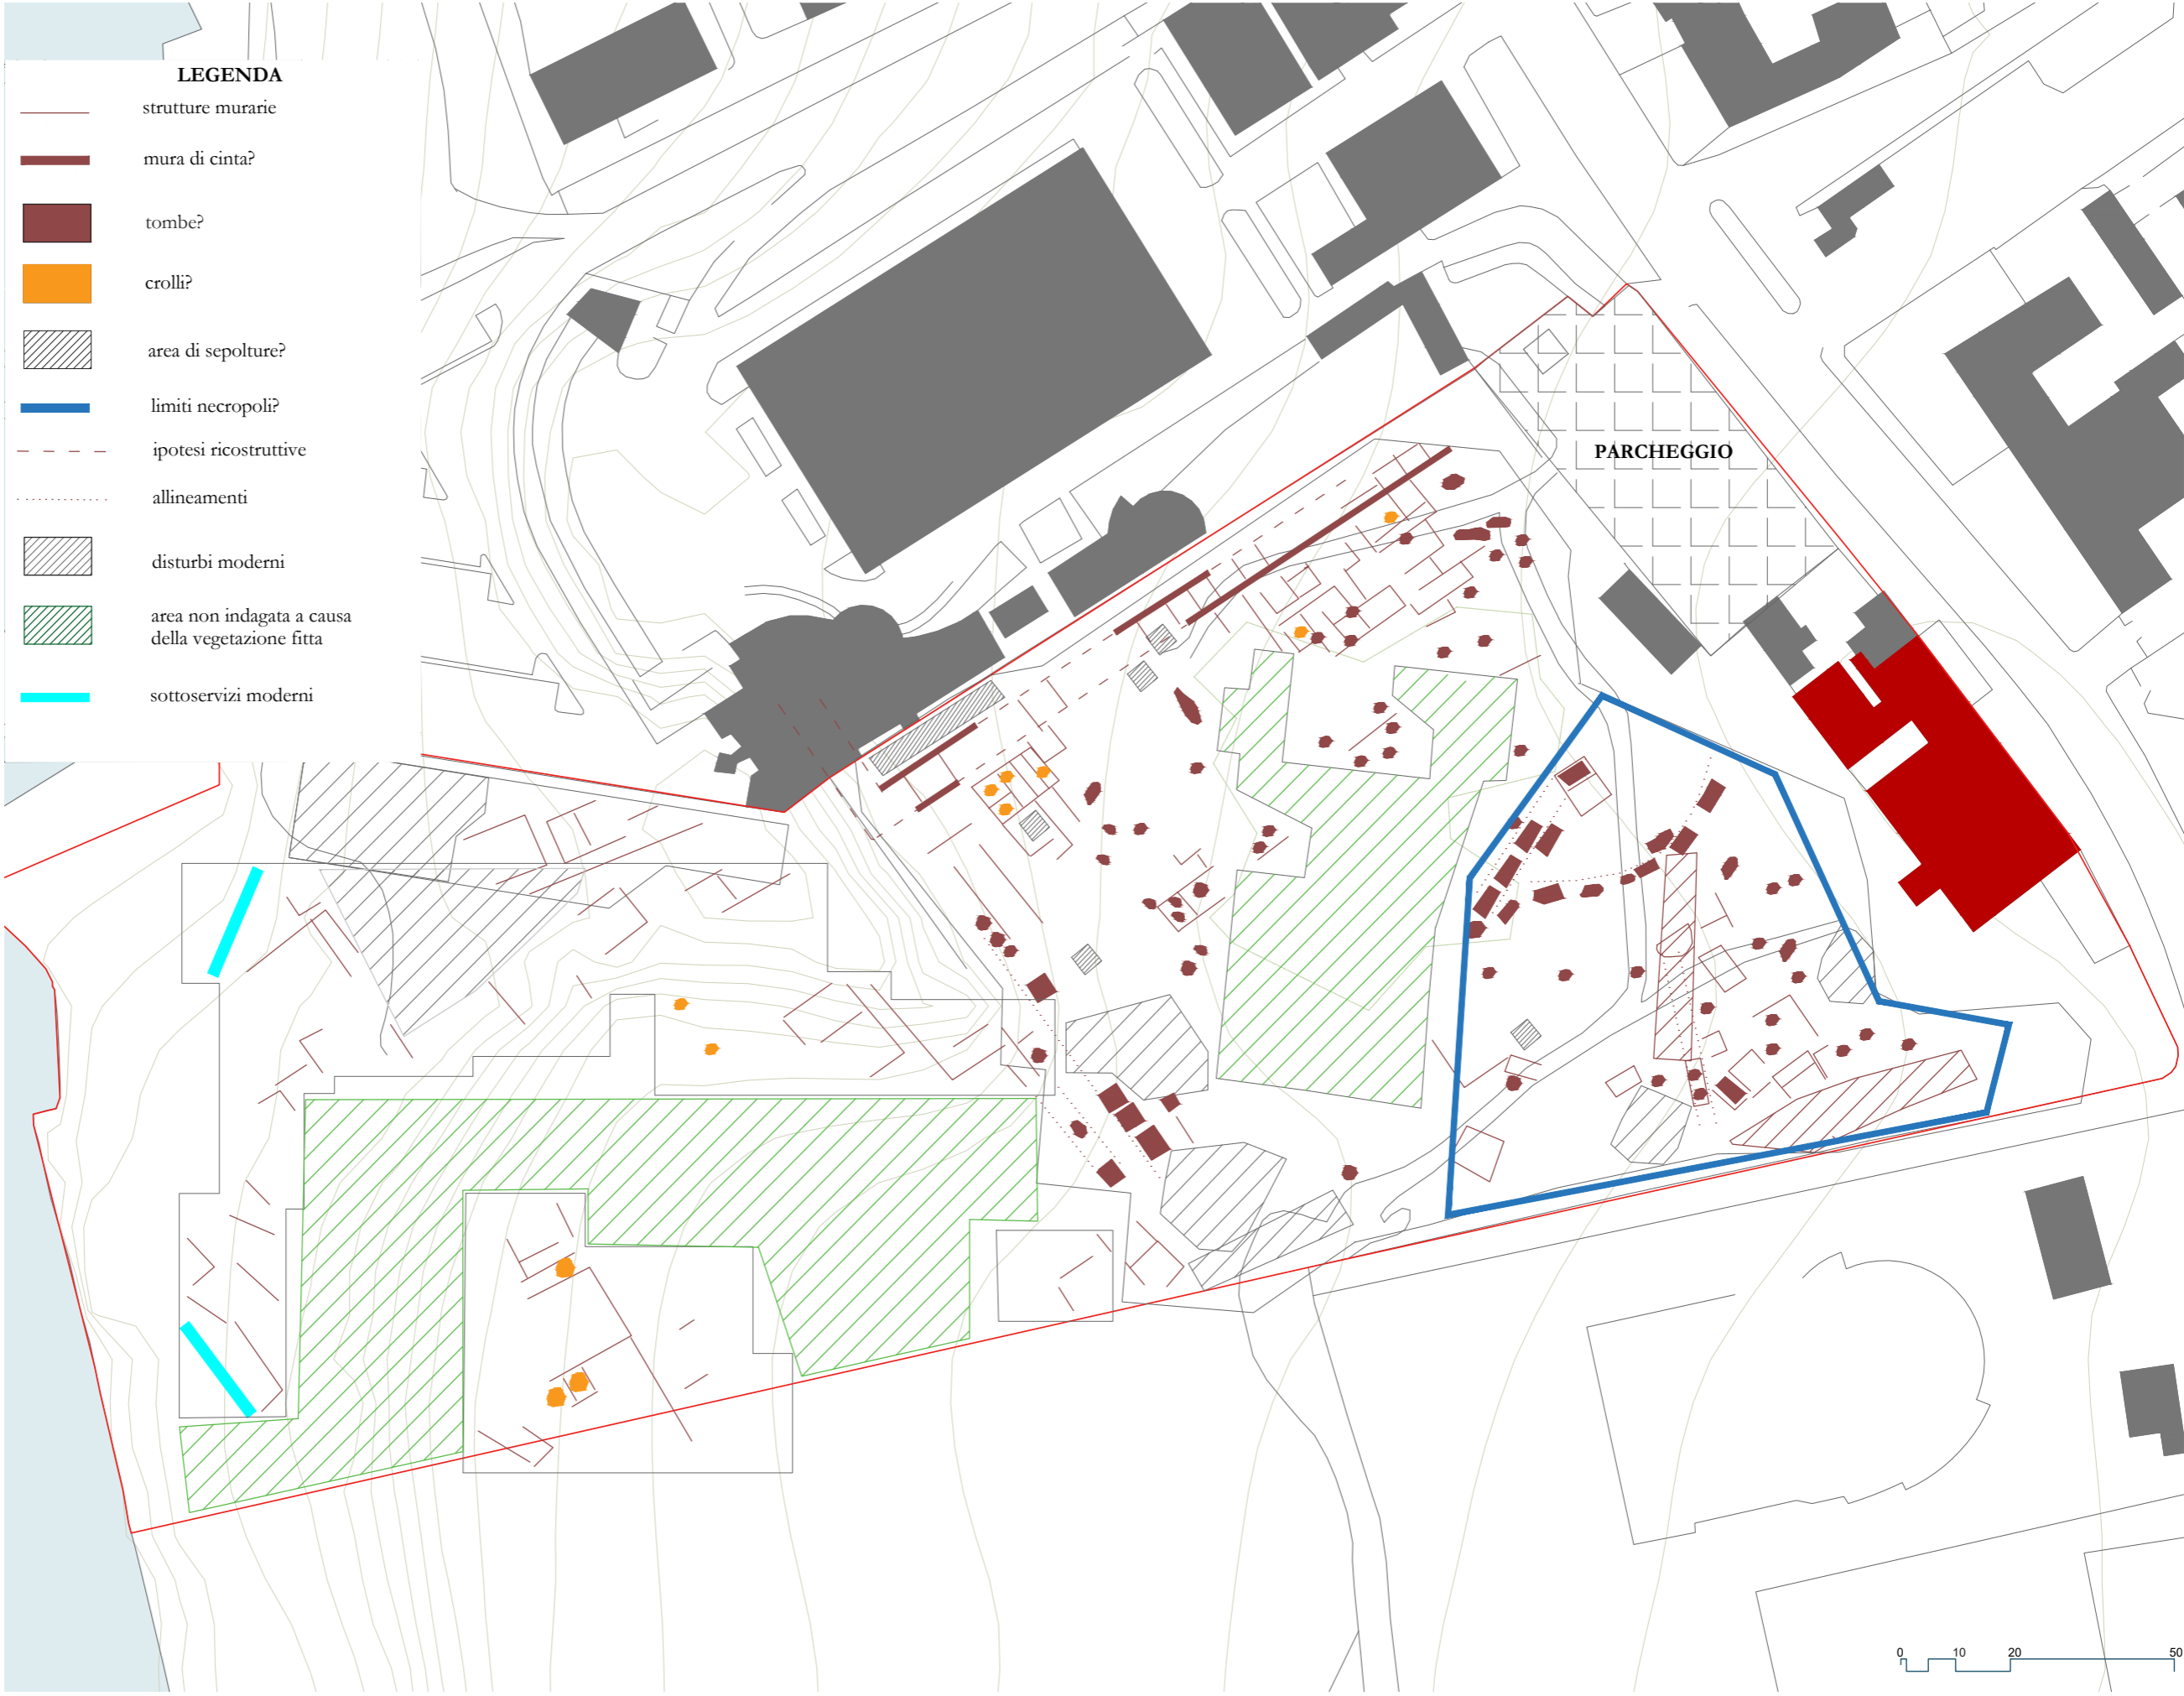 LEGENDA
strutture murarie
mura di cinta?
tombe?
crolli?
area di sepolture?
limiti necropoli?
ipotesi ricostruttive
allineamenti
disturbi moderni
area non indagata a causa
della vegetazione fitta
sottoservizi moderni
PARCHEGGIO
0 10 20 50